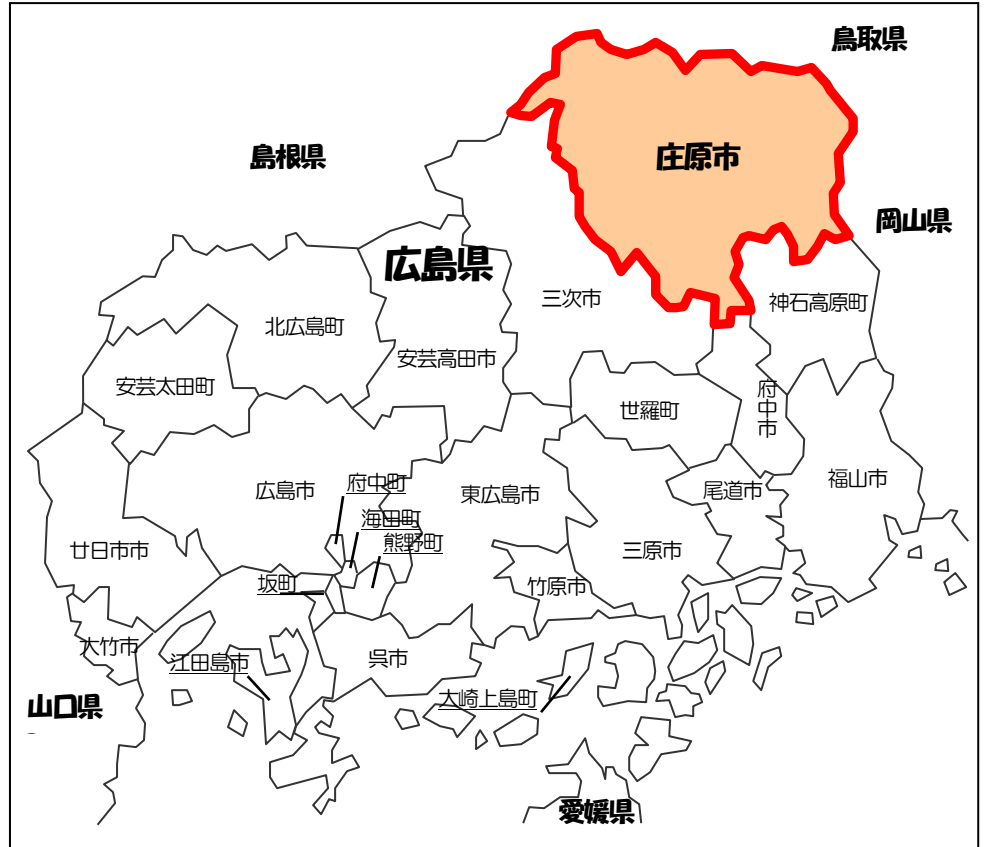 鳥取県
庄原市
島根県
岡山県
広島県
三次市
神石高原町
北広島町
安芸高田市
安芸太田町
世羅町
府中市
福山市
尾道市
広島市
府中町
東広島市
海田町
熊野町
三原市
廿日市市
坂町
竹原市
大竹市
呉市
江田島市
大崎上島町
山口県
愛媛県